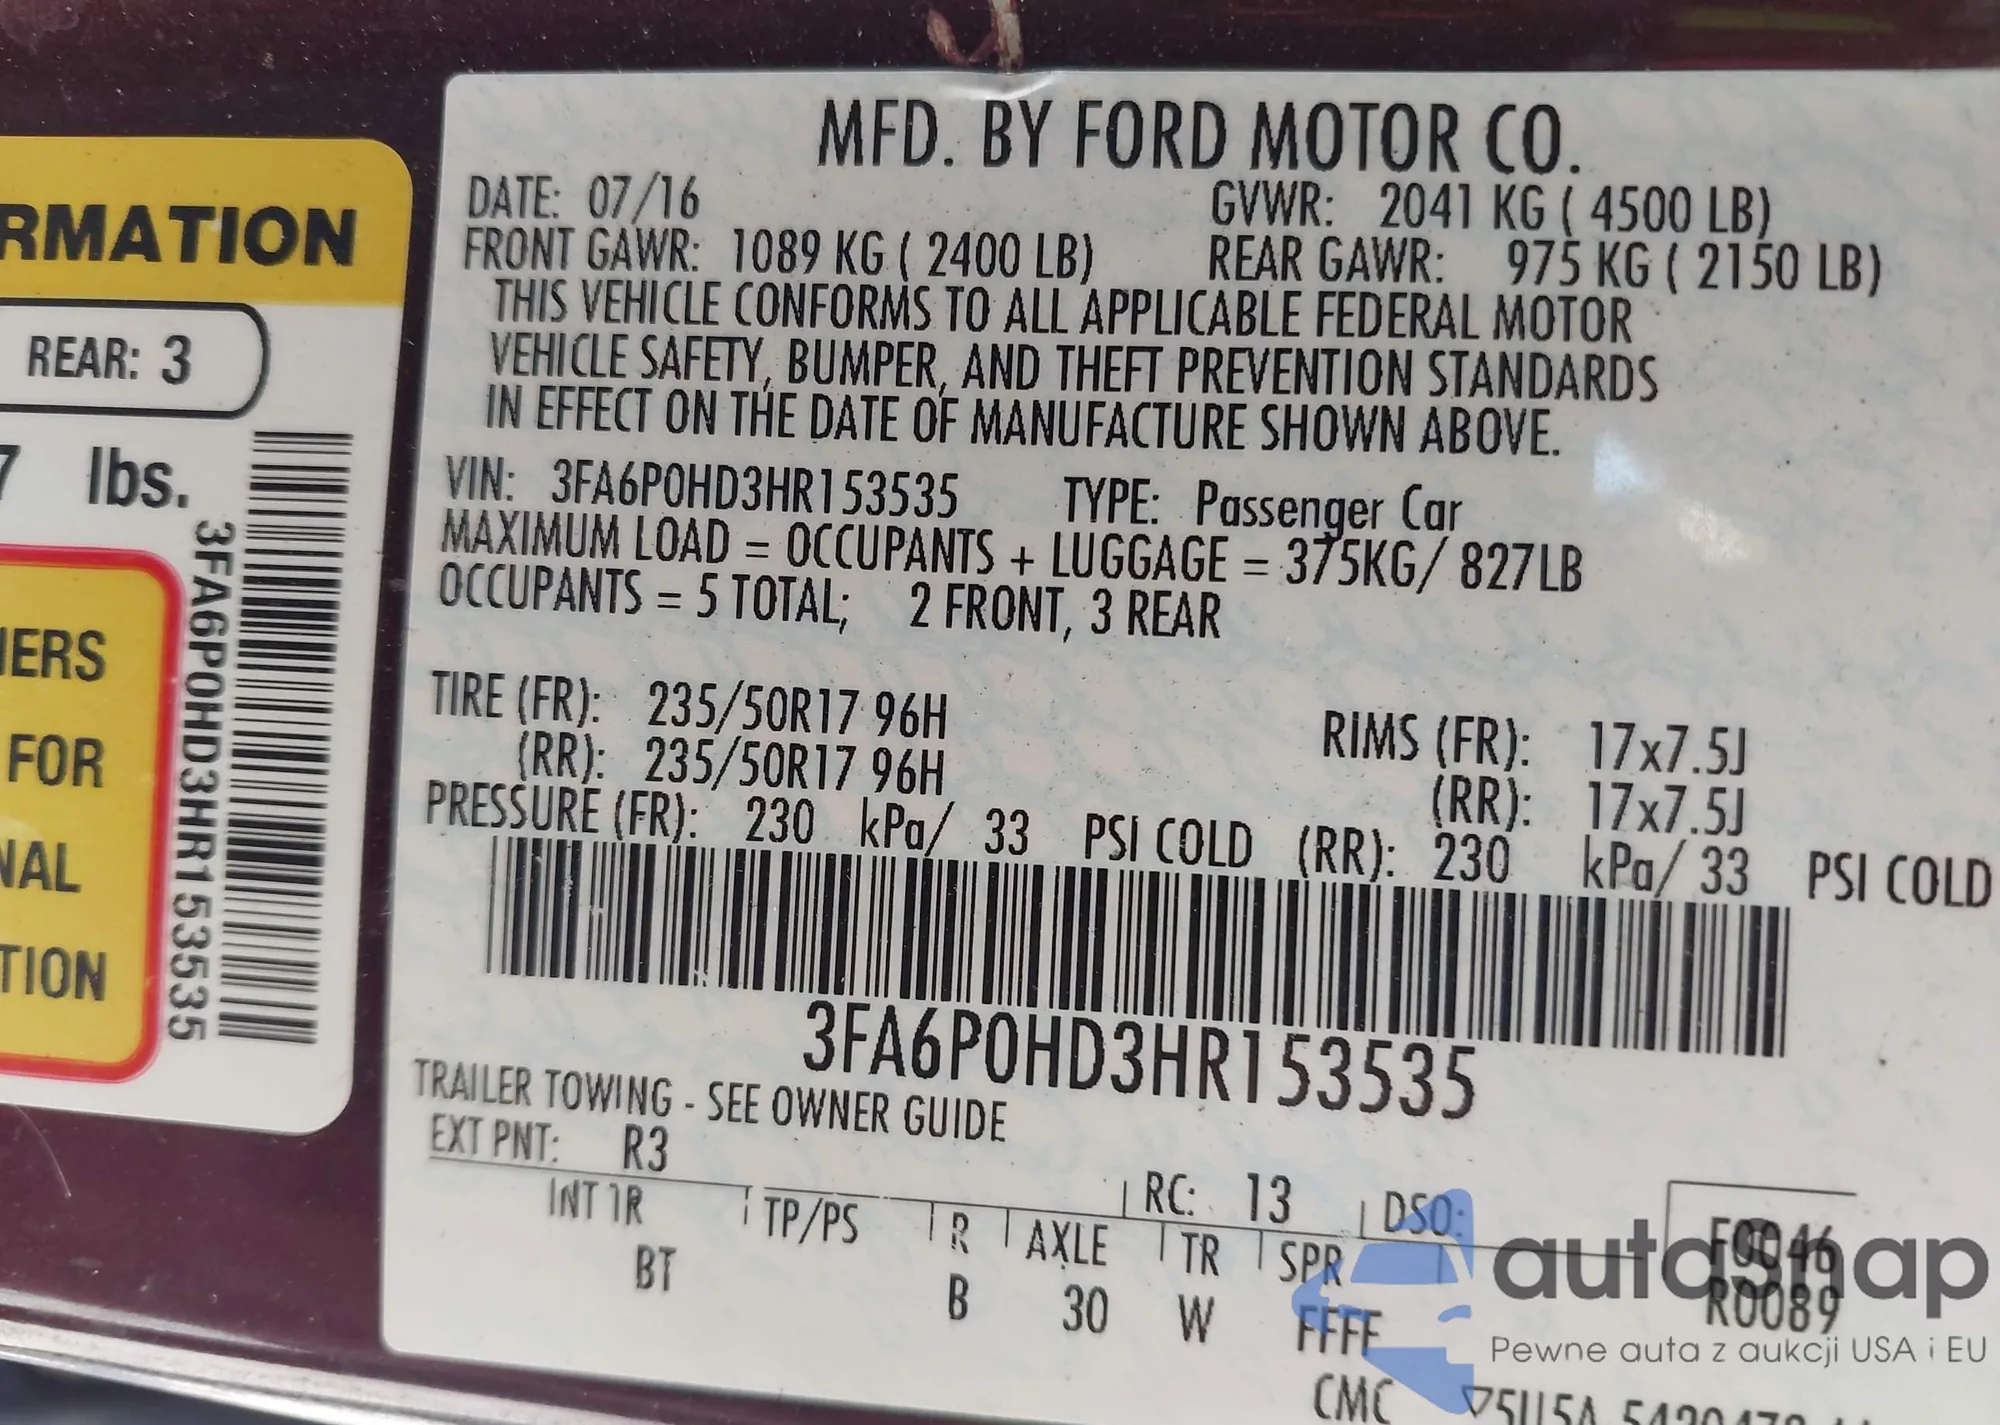 RMATION
REAR: 3
7 lbs.
3FA6P0HD3HR153535
IERS
FOR
NAL
TION
MFD. BY FORD MOTOR CO.
DATE: 07/16 GVWR: 2041 KG ( 4500 LB)
FRONT GAWR: 1089 KG ( 2400 LB) REAR GAWR: 975 KG ( 2150 LB)
THIS VEHICLE CONFORMS TO ALL APPLICABLE FEDERAL MOTOR
VEHICLE SAFETY, BUMPER, AND THEFT PREVENTION STANDARDS
IN EFFECT ON THE DATE OF MANUFACTURE SHOWN ABOVE.
VIN: 3FA6P0HD3HR153535 TYPE: Passenger Car
MAXIMUM LOAD = OCCUPANTS + LUGGAGE = 375KG/ 827LB
OCCUPANTS = 5 TOTAL; 2 FRONT, 3 REAR
TIRE (FR): 235/50R17 96H RIMS (FR): 17x7.5J
(RR): 235/50R17 96H (RR): 17x7.5J
PRESSURE (FR): 230 kPa/ 33 PSI COLD (RR): 230 kPa/ 33 PSI COLD
3FA6P0HD3HR153535
TRAILER TOWING - SEE OWNER GUIDE
EXT PNT: R3 RC: 13 DSO:
F0046
R0089
INT TR TP/PS R AXLE TR SPR
BT B 30 W FFFF
CMC
autosnap
Pewne auta z aukcji USA i EU